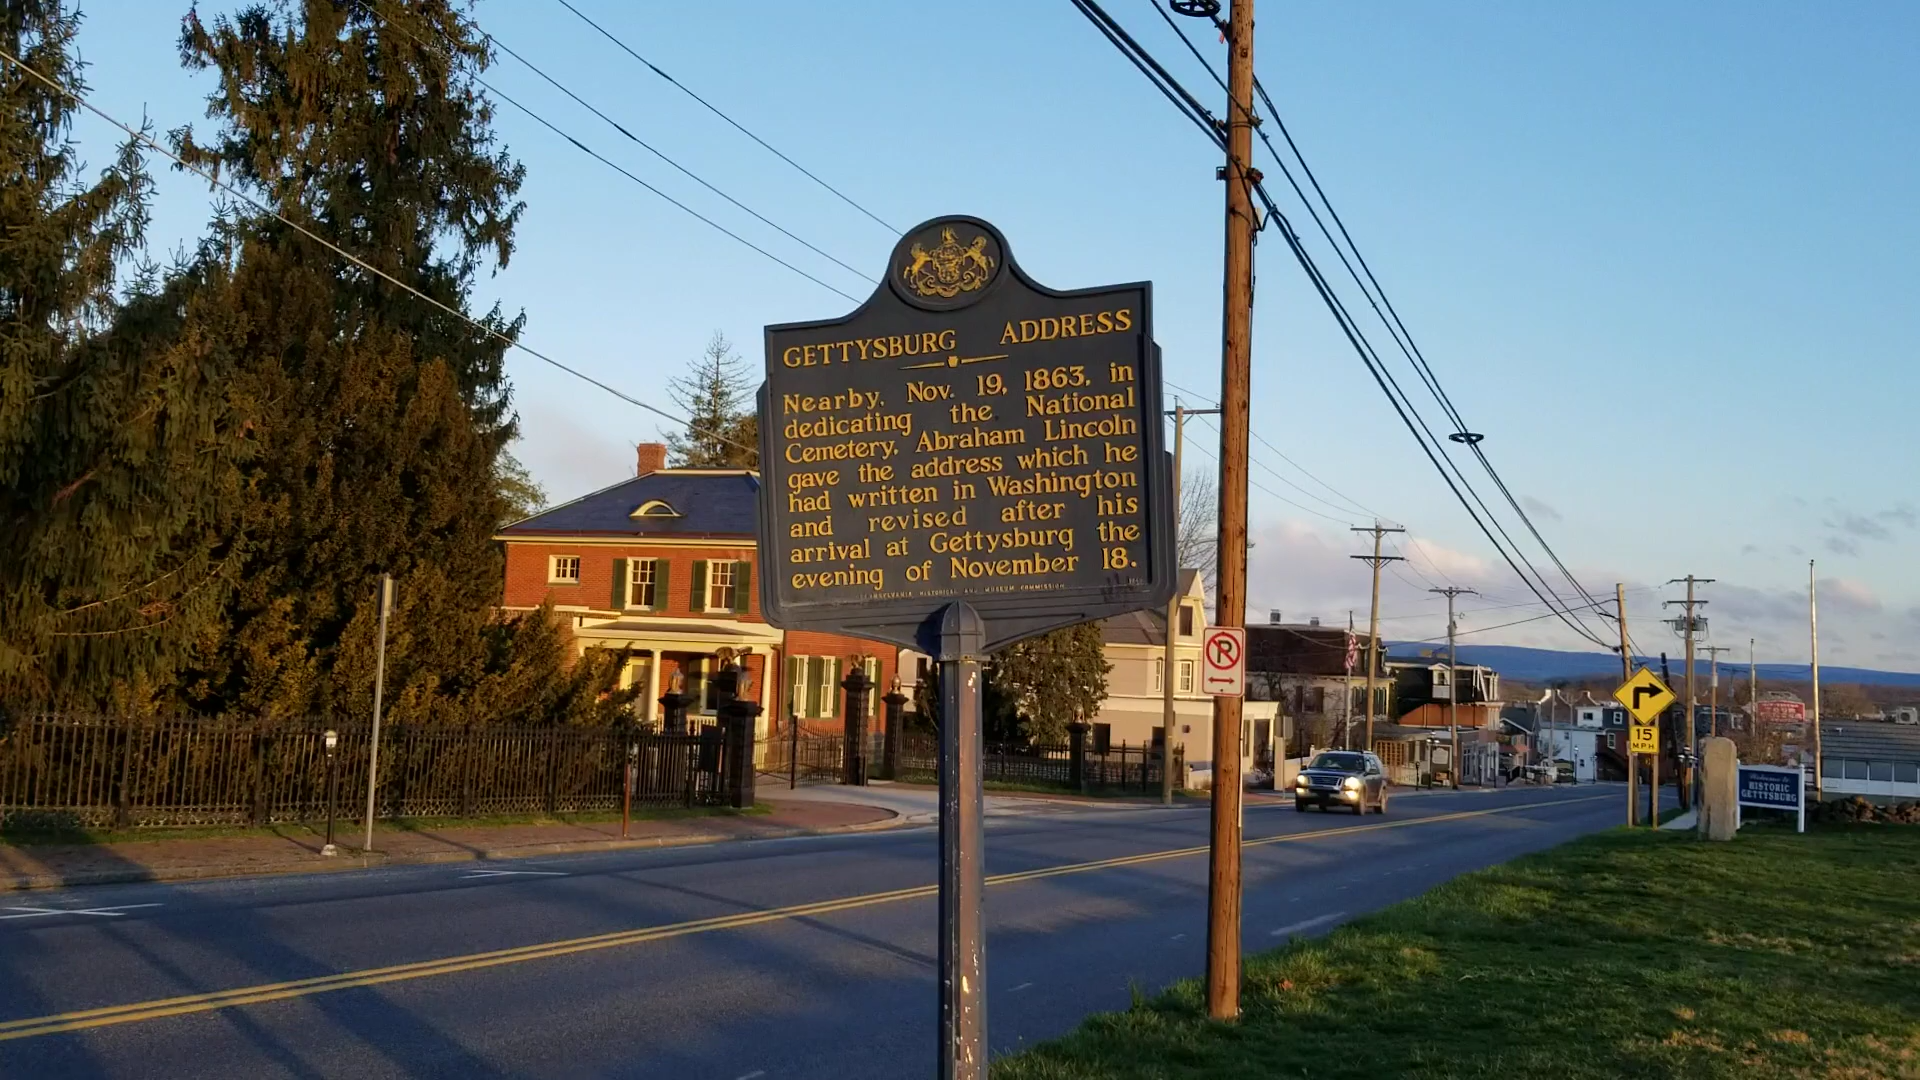 GETTYSBURG ADDRESS
Nearby, Nov. 19, 1863, in
dedicating the National
Cemetery, Abraham Lincoln
gave the address which he
had written in Washington
and revised after his
arrival at Gettysburg the
evening of November 18.
PENNSYLVANIA HISTORICAL AND MUSEUM COMMISSION
P
15
MPH
Welcome to
HISTORIC
GETTYSBURG